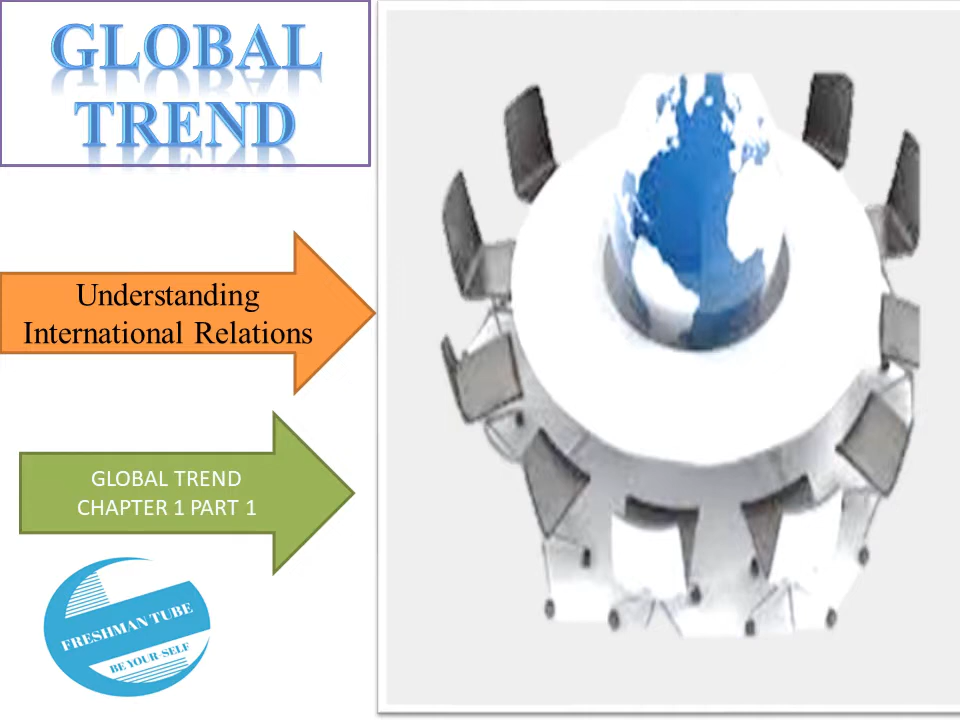 GLOBAL
TREND
Understanding
International Relations
GLOBAL TREND
CHAPTER 1 PART 1
FRESHMAN TUBE
BE YOUR-SELF